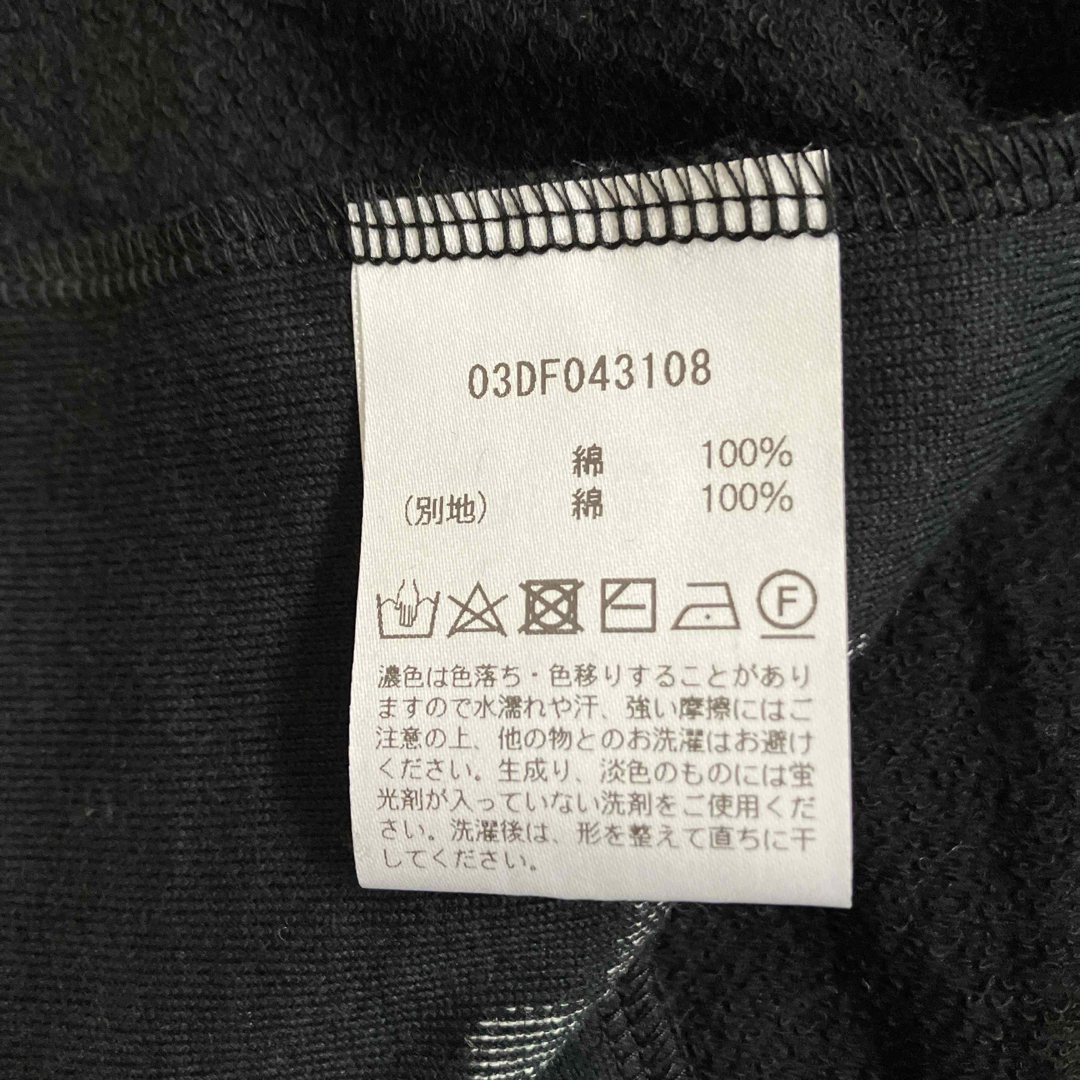 03DF043108
綿 100%
(別地) 綿 100%
F
濃色は色落ち・色移りすることがあり
ますので水濡れや汗、強い摩擦にはご
注意の上、他の物とのお洗濯はお避け
ください。生成り、淡色のものには蛍
光剤が入っていない洗剤をご使用くだ
さい。洗濯後は、形を整えて直ちに干
してください。